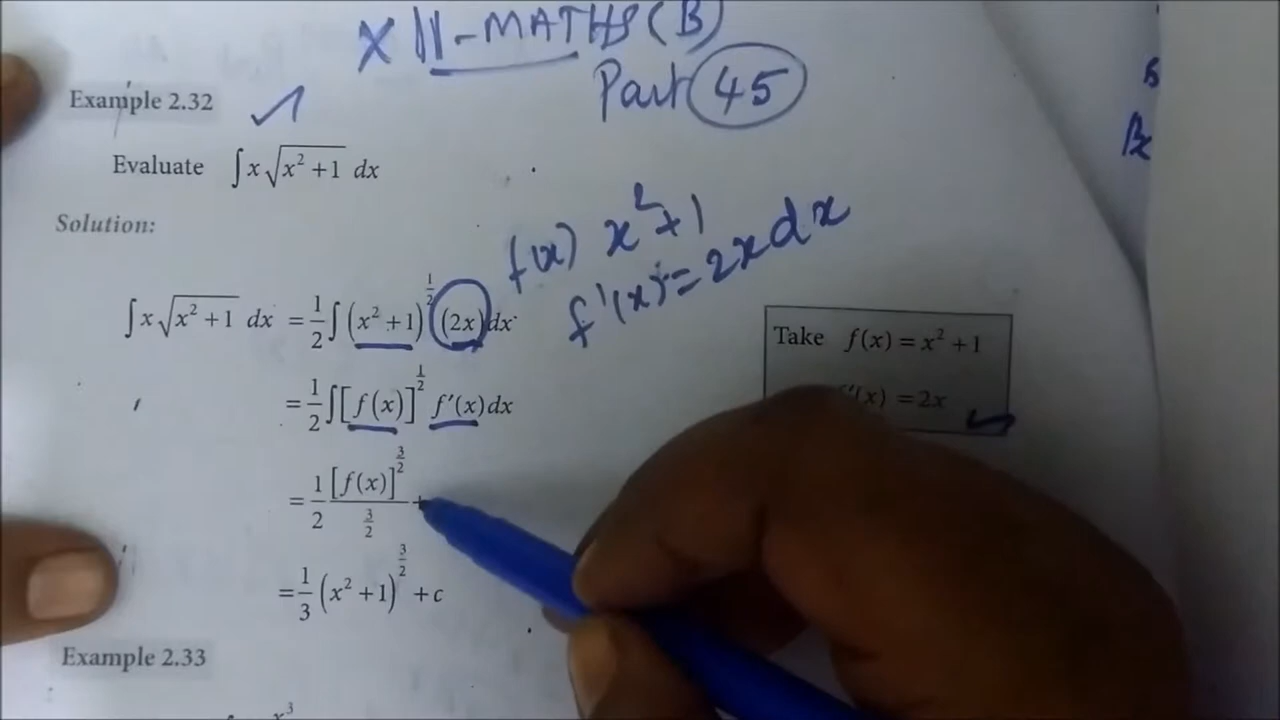 XII-MATHS(B)
Part 45
Example 2.32
Evaluate ∫ x√(x² + 1) dx
Solution:
f(x) x²+1
f'(x) = 2x dx
∫ x√(x² + 1) dx = 1/2 ∫ (x² + 1)^(1/2) (2x) dx
Take f(x) = x² + 1
'(x) = 2x
= 1/2 ∫ [f(x)]^(1/2) f'(x) dx
= 1/2 [f(x)]^(3/2) / (3/2) +
= 1/3 (x² + 1)^(3/2) + c
Example 2.33
x³